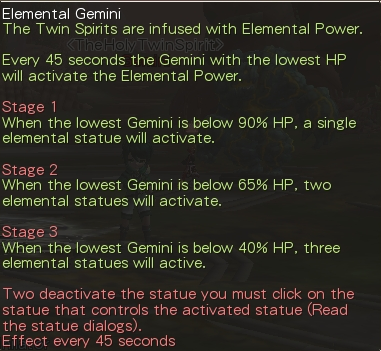 Elemental Gemini
The Twin Spirits are infused with Elemental Power.
<TheHolyTwinSpirit>
Every 45 seconds the Gemini with the lowest HP
will activate the Elemental Power.
Stage 1
When the lowest Gemini is below 90% HP, a single
elemental statue will activate.
Stage 2
When the lowest Gemini is below 65% HP, two
elemental statues will activate.
Stage 3
When the lowest Gemini is below 40% HP, three
elemental statues will active.
Two deactivate the statue you must click on the
statue that controls the activated statue (Read
the statue dialogs).
Effect every 45 seconds